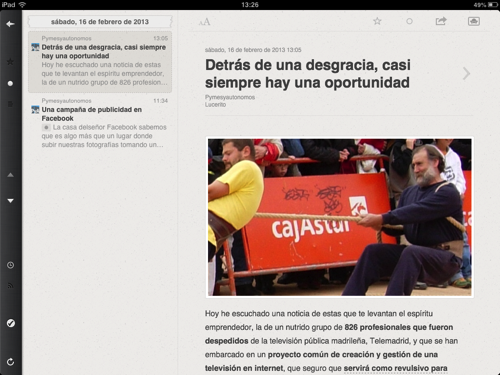 iPad
13:26
49%
sábado, 16 de febrero de 2013
Pymesyautonomos 13:05
Detrás de una desgracia, casi siempre
hay una oportunidad
Hoy he escuchado una noticia de estas
que te levantan el espíritu emprendedor,
la de un nutrido grupo de 826 profesion…
Pymesyautonomos 11:34
Una campaña de publicidad en
Facebook
La casa delseñor Facebook sabemos
que es algo más que un lugar donde
subir nuestras fotografías tomando un...
AA
sábado, 16 de febrero de 2013 13:05
Detrás de una desgracia, casi
siempre hay una oportunidad
Pymesyautonomos
Lucerito
cajAstur
Hoy he escuchado una noticia de estas que te levantan el espíritu
emprendedor, la de un nutrido grupo de 826 profesionales que fueron
despedidos de la televisión pública madrileña, Telemadrid, y que se han
embarcado en un proyecto común de creación y gestión de una
televisión en internet, que seguro que servirá como revulsivo para